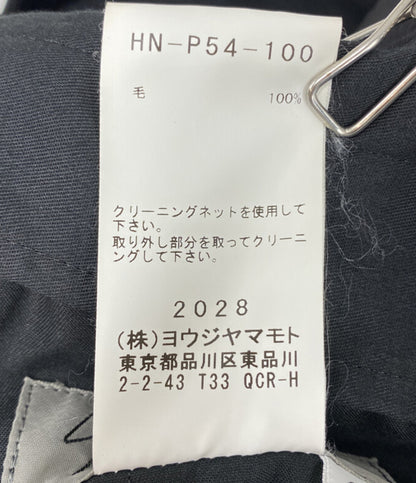 HN-P54-100
毛 100%
クリーニングネットを使用して
下さい。
取り外し部分を取ってクリーニ
ングして下さい。
2028
(株)ヨウジヤマモト
東京都品川区東品川
2-2-43 T33 QCR-H